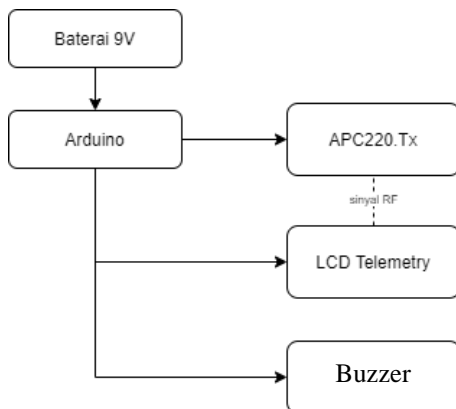 Baterai 9V
Arduino
APC220.Tx
sinyal RF
LCD Telemetry
Buzzer